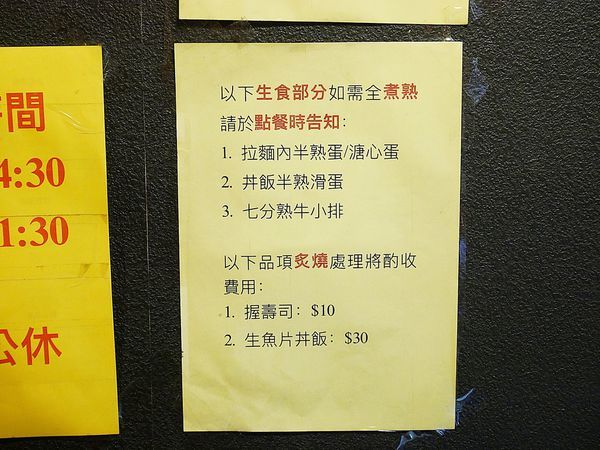 間
4:30
1:30
公休
以下生食部分如需全煮熟
請於點餐時告知：
1. 拉麵內半熟蛋/溏心蛋
2. 丼飯半熟滑蛋
3. 七分熟牛小排
以下品項炙燒處理將酌收
費用：
1. 握壽司：$10
2. 生魚片丼飯：$30